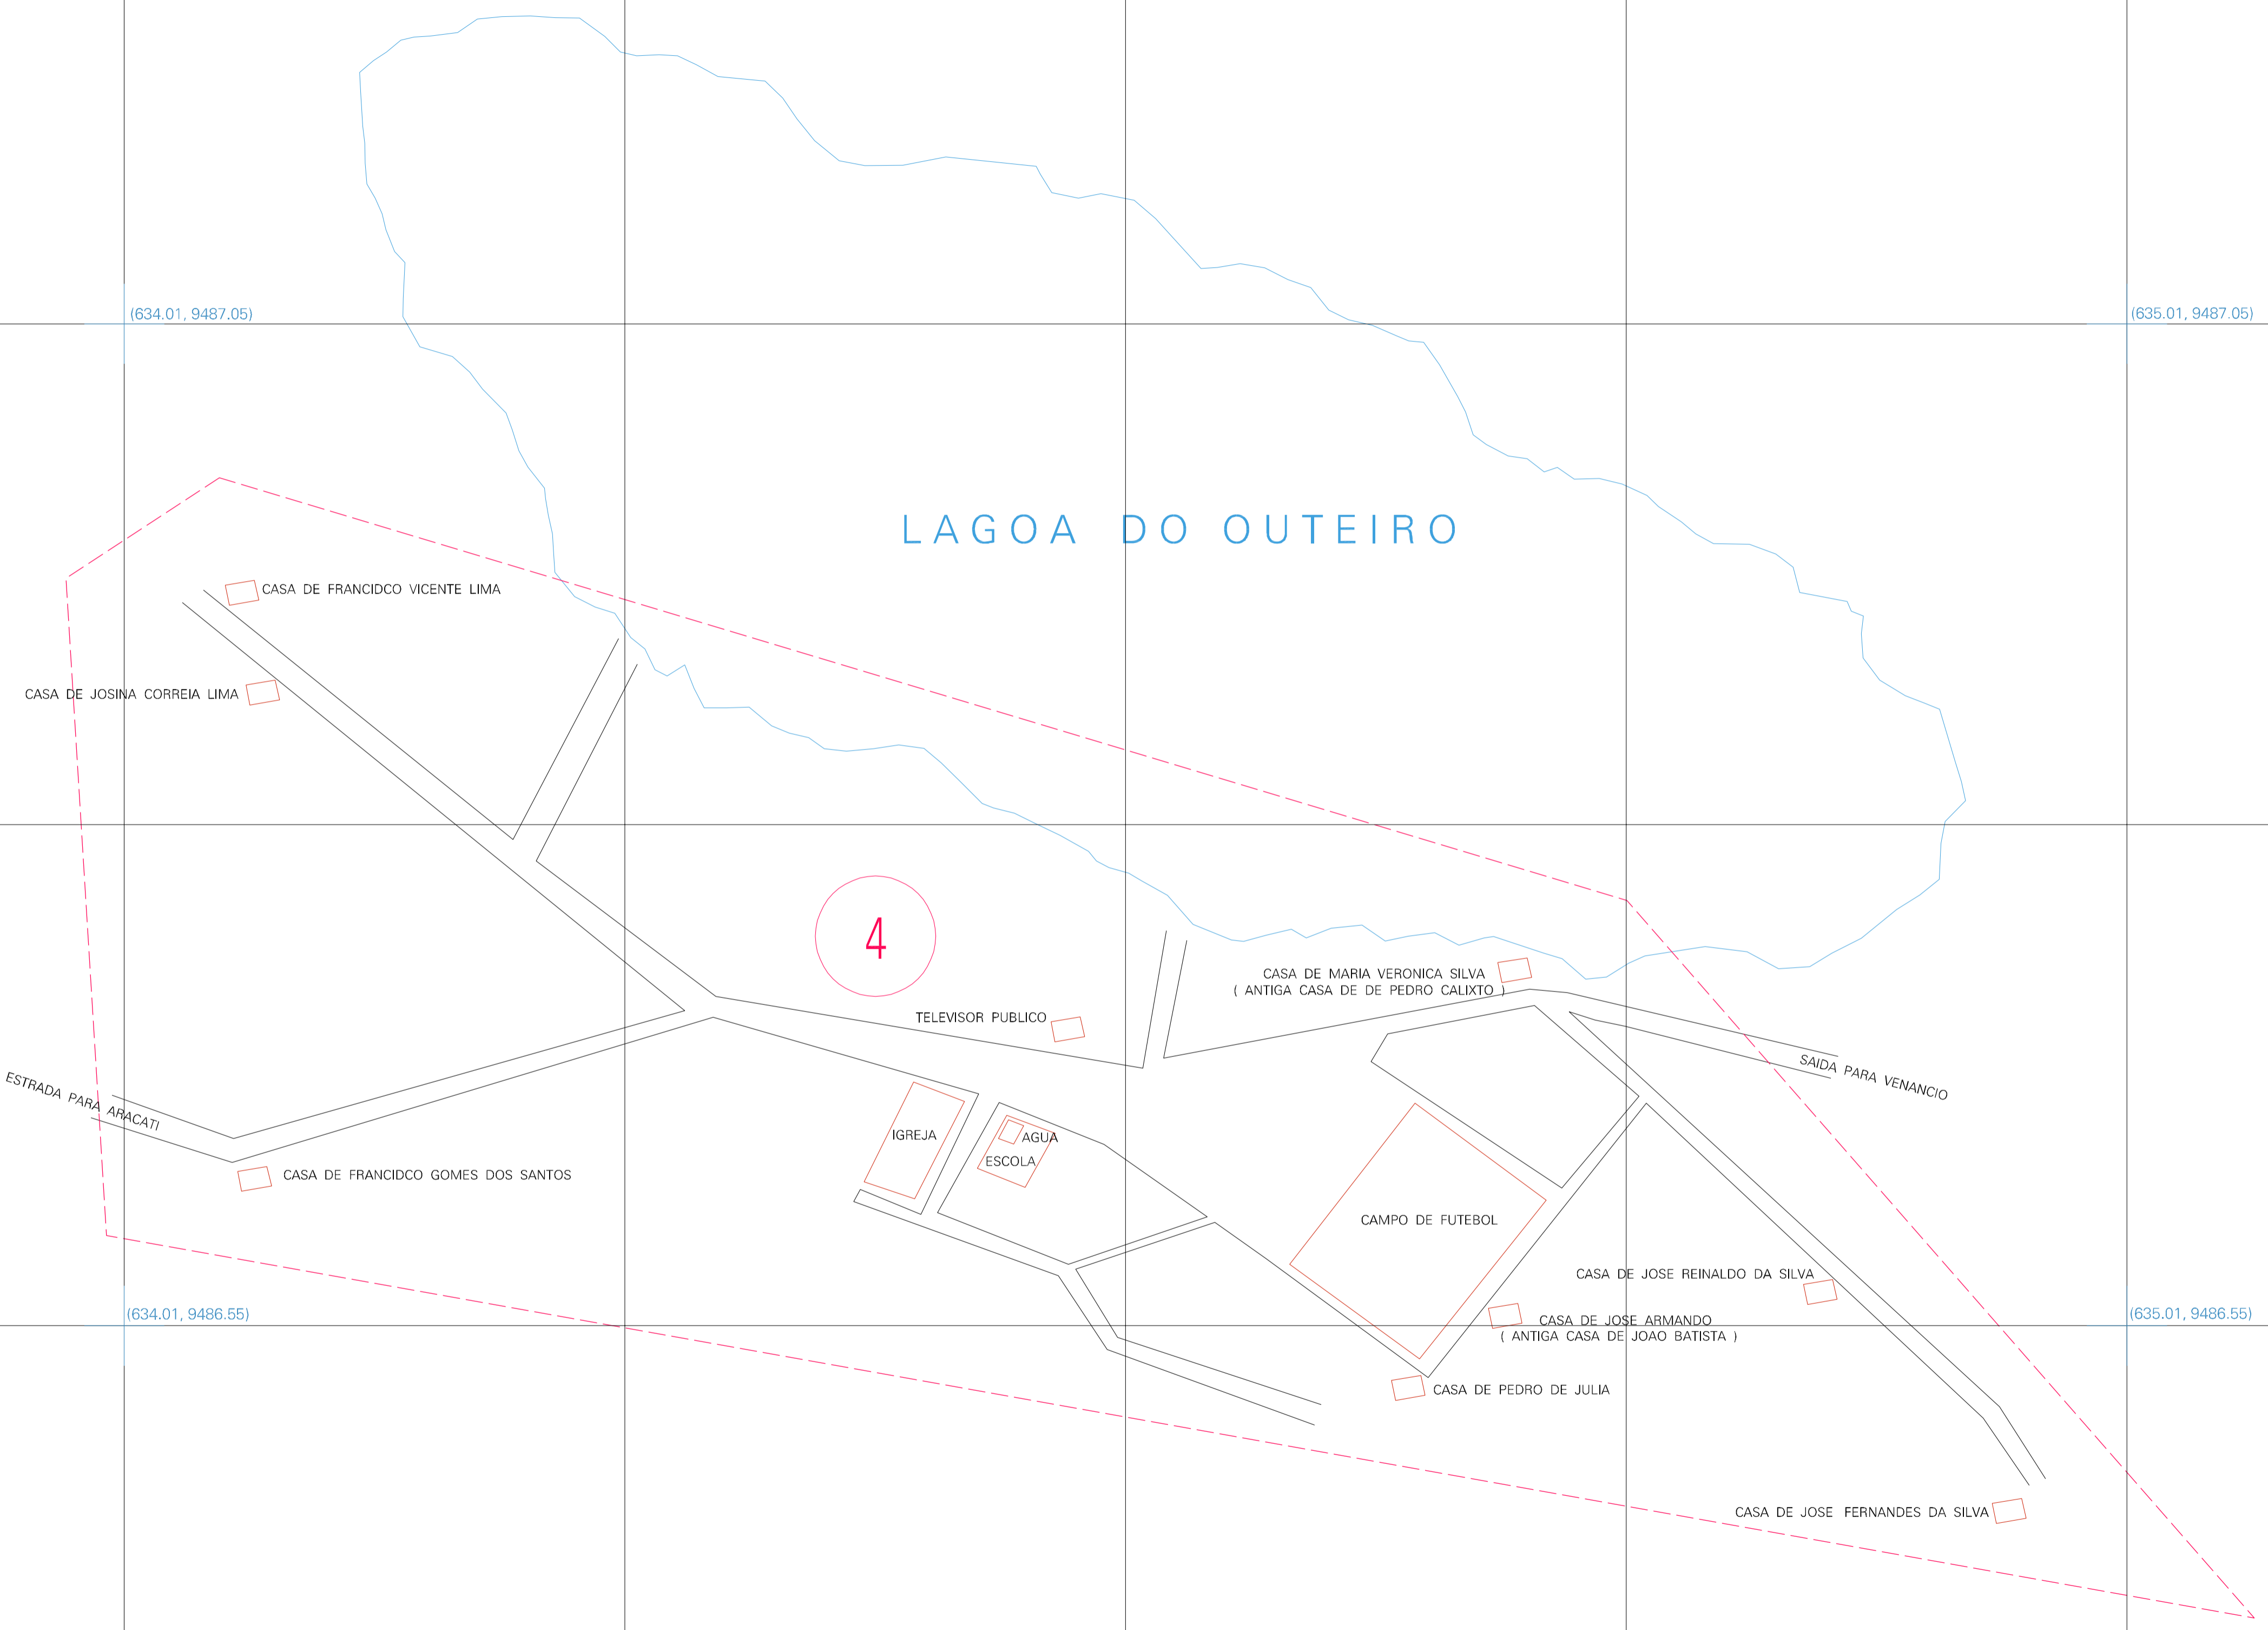 (634.01, 9487.05)
(635.01, 9487.05)
LAGOA DO OUTEIRO
CASA DE FRANCIDCO VICENTE LIMA
CASA DE JOSINA CORREIA LIMA
4
CASA DE MARIA VERONICA SILVA
( ANTIGA CASA DE DE PEDRO CALIXTO )
TELEVISOR PUBLICO
SAIDA PARA VENANCIO
ESTRADA PARA ARACATI
IGREJA
AGUA
ESCOLA
CASA DE FRANCIDCO GOMES DOS SANTOS
CAMPO DE FUTEBOL
CASA DE JOSE REINALDO DA SILVA
(634.01, 9486.55)
(635.01, 9486.55)
CASA DE JOSE ARMANDO
( ANTIGA CASA DE JOAO BATISTA )
CASA DE PEDRO DE JULIA
CASA DE JOSE FERNANDES DA SILVA